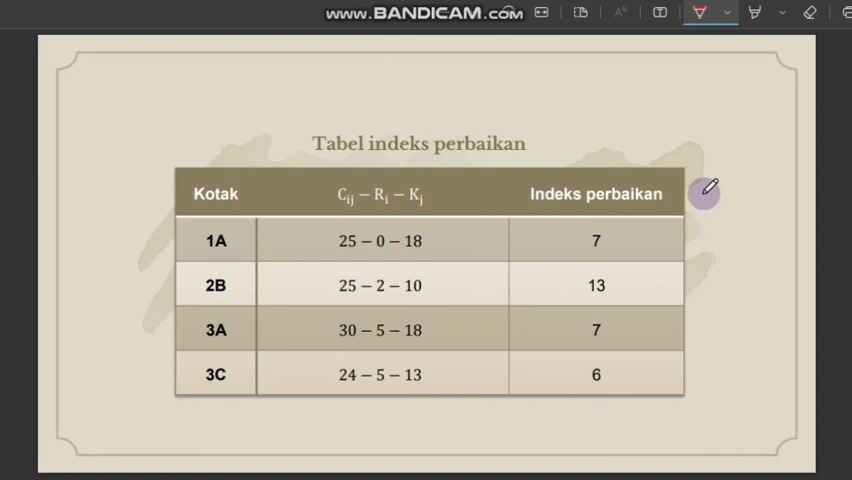 www.BANDICAM.com
Tabel indeks perbaikan
Kotak Cij – Ri – Kj Indeks perbaikan
1A 25 – 0 – 18 7
2B 25 – 2 – 10 13
3A 30 – 5 – 18 7
3C 24 – 5 – 13 6